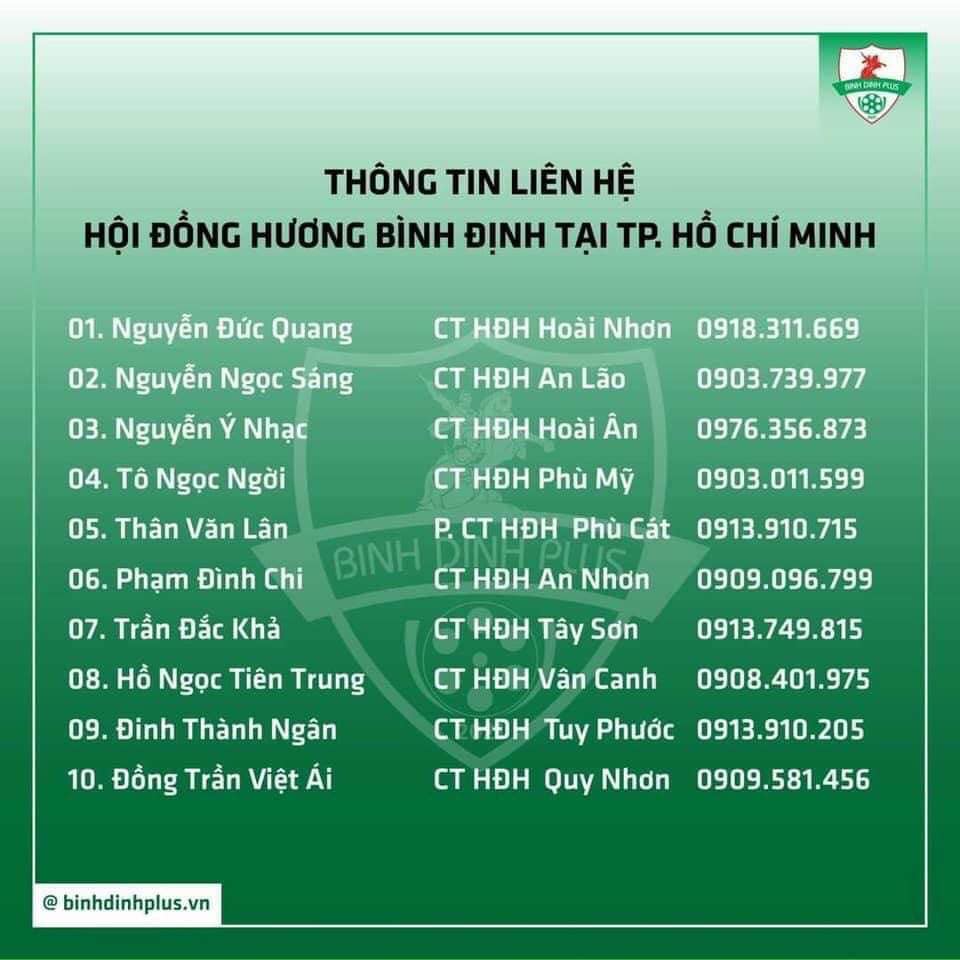 BINH DINH PLUS
THÔNG TIN LIÊN HỆ
HỘI ĐỒNG HƯƠNG BÌNH ĐỊNH TẠI TP. HỒ CHÍ MINH
01. Nguyễn Đức Quang CT HĐH Hoài Nhơn 0918.311.669
02. Nguyễn Ngọc Sáng CT HĐH An Lão 0903.739.977
03. Nguyễn Ý Nhạc CT HĐH Hoài Ân 0976.356.873
04. Tô Ngọc Ngời CT HĐH Phù Mỹ 0903.011.599
05. Thân Văn Lân P. CT HĐH Phù Cát 0913.910.715
BINH DINH PLUS
06. Phạm Đình Chi CT HĐH An Nhơn 0909.096.799
07. Trần Đắc Khả CT HĐH Tây Sơn 0913.749.815
08. Hồ Ngọc Tiên Trung CT HĐH Vân Canh 0908.401.975
09. Đinh Thành Ngân CT HĐH Tuy Phước 0913.910.205
10. Đồng Trần Việt Ái CT HĐH Quy Nhơn 0909.581.456
@ binhdinhplus.vn